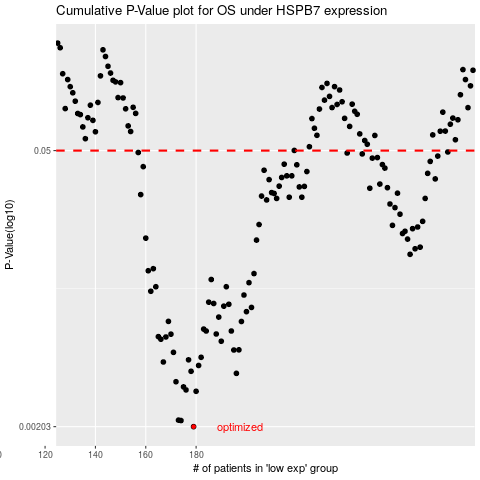 Cumulative P-Value plot for OS under HSPB7 expression
P-Value(log10)
0.05
0.00203
optimized
0
120
140
160
180
# of patients in 'low exp' group